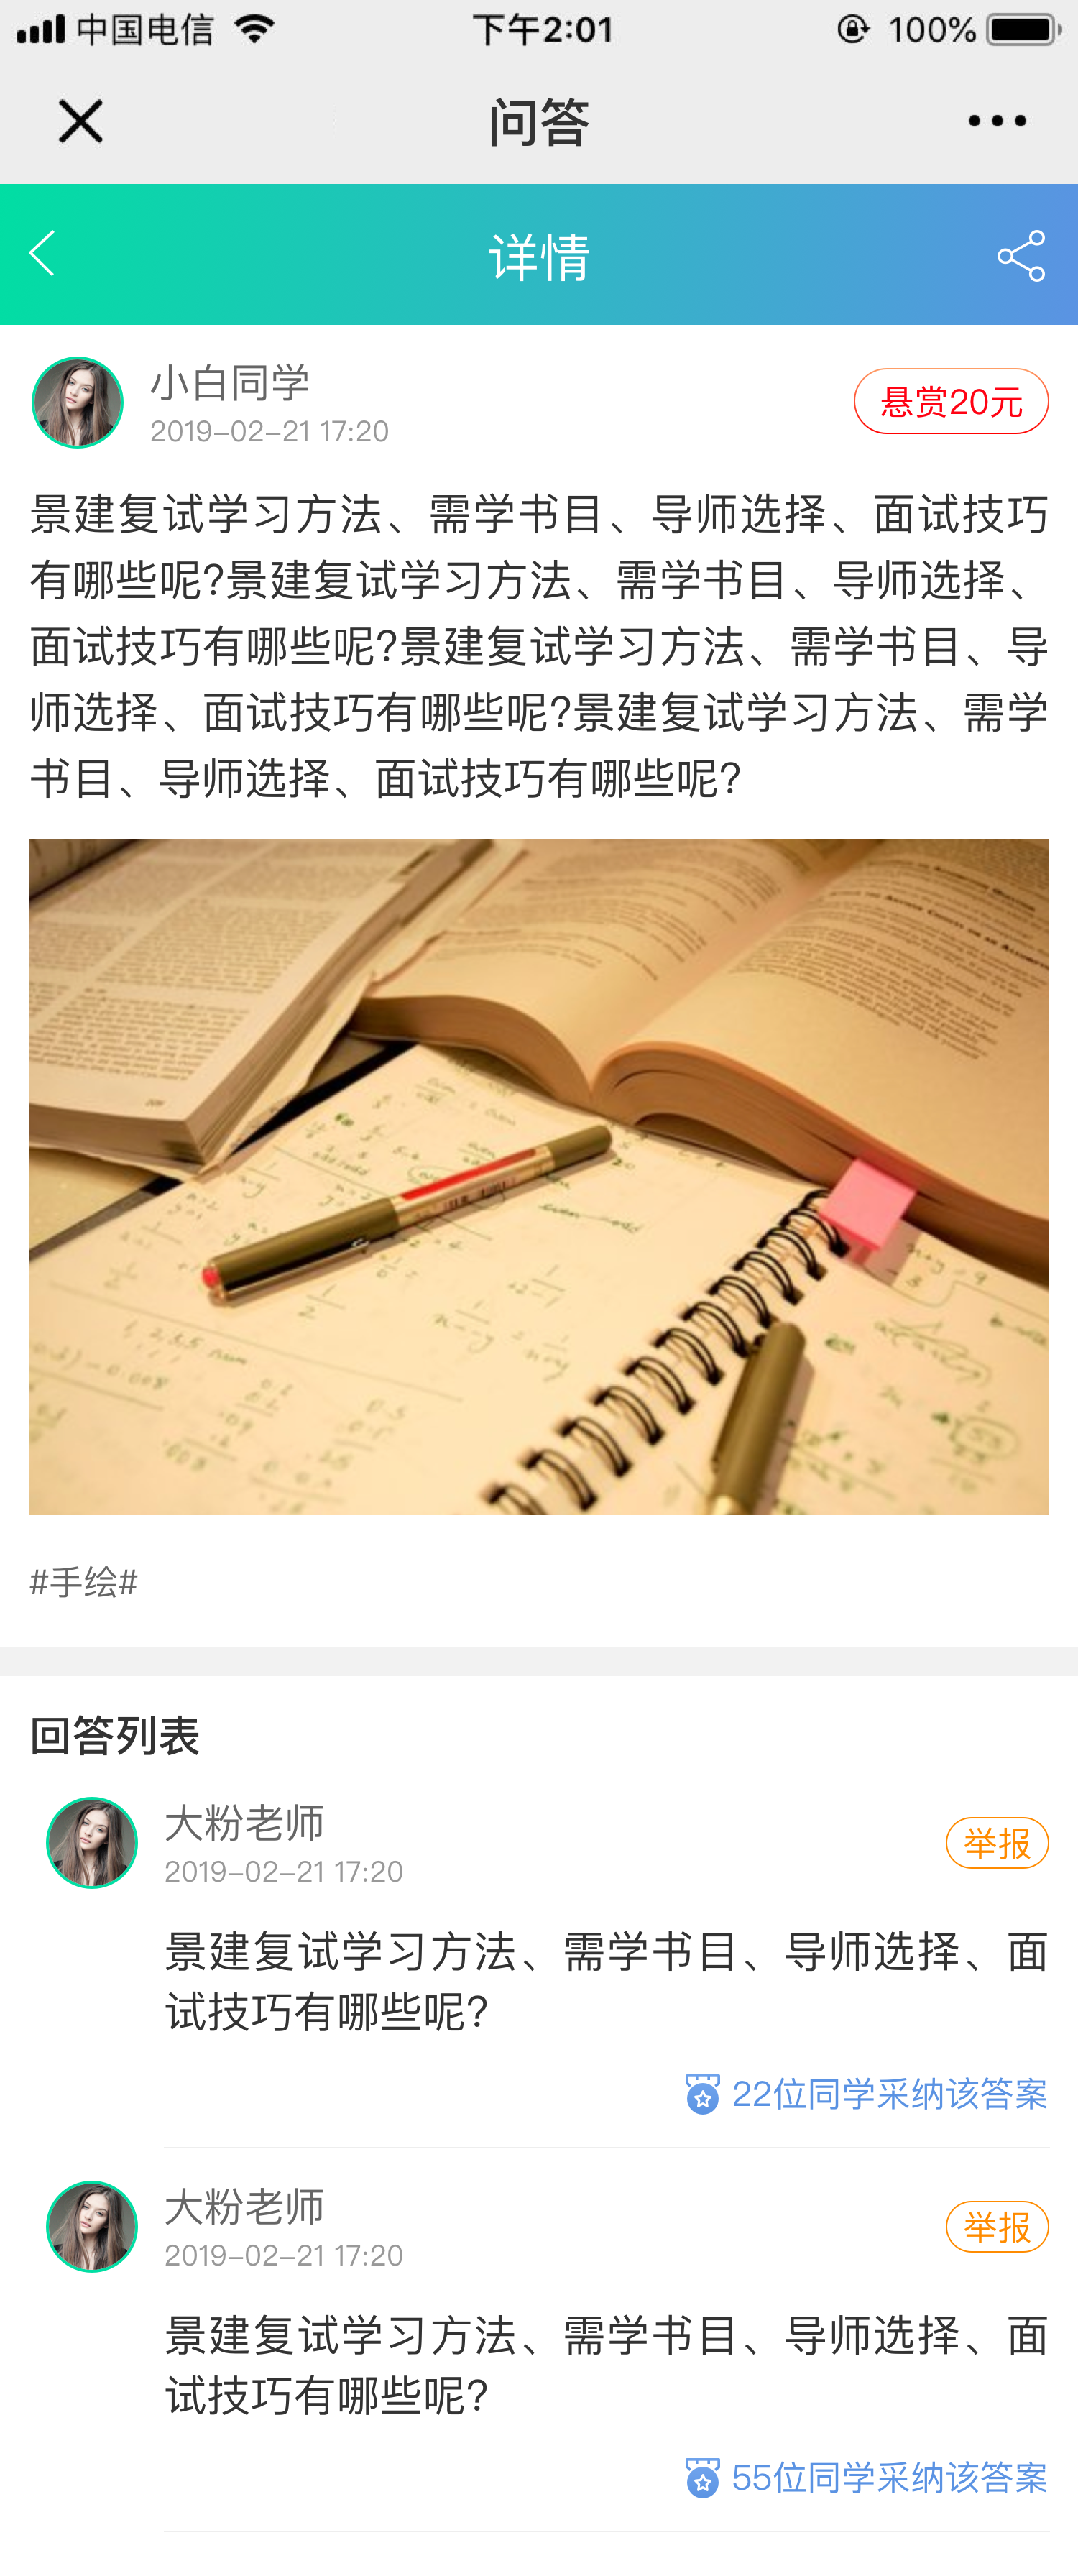 中国电信 下午2:01 100%
问答
详情
小白同学
2019-02-21 17:20
悬赏20元
景建复试学习方法、需学书目、导师选择、面试技巧
有哪些呢?景建复试学习方法、需学书目、导师选择、
面试技巧有哪些呢?景建复试学习方法、需学书目、导
师选择、面试技巧有哪些呢?景建复试学习方法、需学
书目、导师选择、面试技巧有哪些呢?
#手绘#
回答列表
大粉老师
2019-02-21 17:20
举报
景建复试学习方法、需学书目、导师选择、面
试技巧有哪些呢?
22位同学采纳该答案
大粉老师
2019-02-21 17:20
举报
景建复试学习方法、需学书目、导师选择、面
试技巧有哪些呢?
55位同学采纳该答案